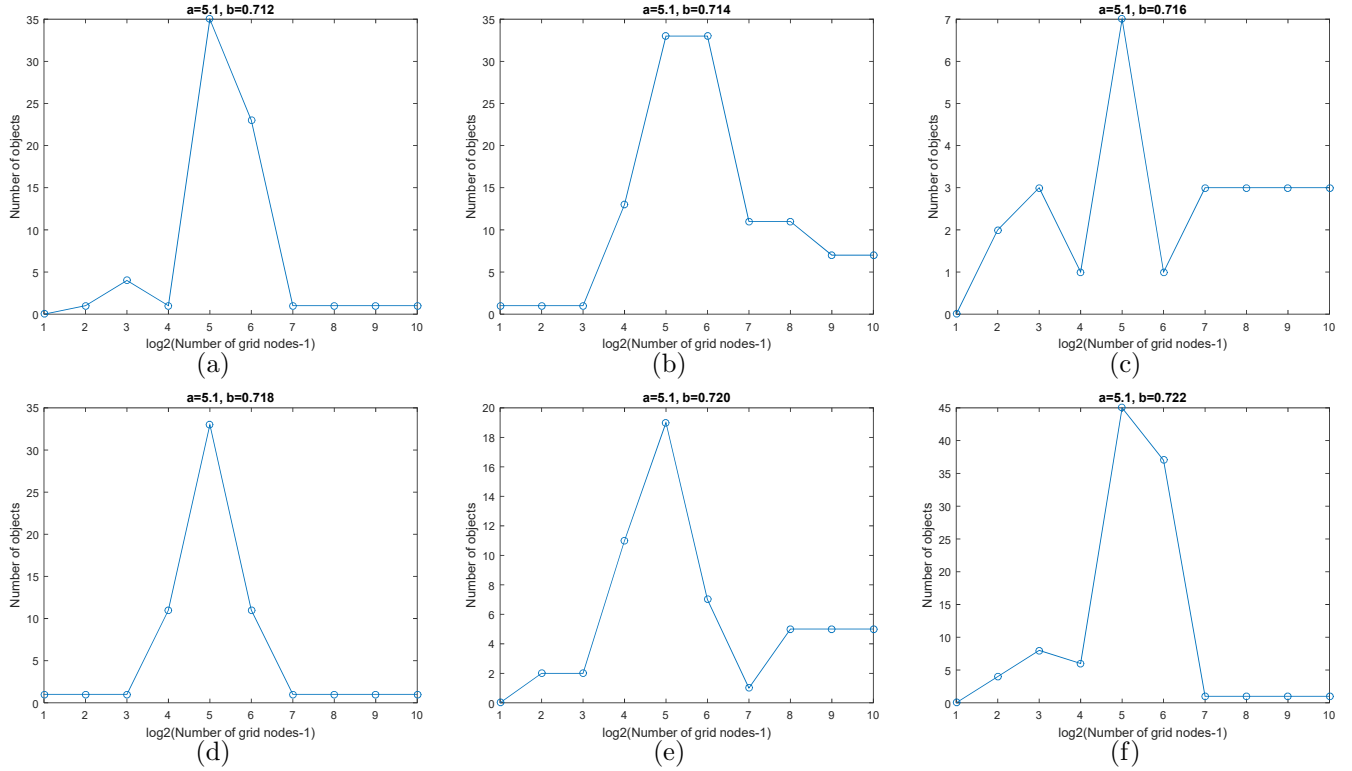 a=5.1, b=0.712
35
30
25
20
15
10
5
0
Number of objects
1 2 3 4 5 6 7 8 9 10
log2(Number of grid nodes-1)
(a)
a=5.1, b=0.714
35
30
25
20
15
10
5
0
Number of objects
1 2 3 4 5 6 7 8 9 10
log2(Number of grid nodes-1)
(b)
a=5.1, b=0.716
7
6
5
4
3
2
1
0
Number of objects
1 2 3 4 5 6 7 8 9 10
log2(Number of grid nodes-1)
(c)
a=5.1, b=0.718
35
30
25
20
15
10
5
0
Number of objects
1 2 3 4 5 6 7 8 9 10
log2(Number of grid nodes-1)
(d)
a=5.1, b=0.720
20
18
16
14
12
10
8
6
4
2
0
Number of objects
1 2 3 4 5 6 7 8 9 10
log2(Number of grid nodes-1)
(e)
a=5.1, b=0.722
45
40
35
30
25
20
15
10
5
0
Number of objects
1 2 3 4 5 6 7 8 9 10
log2(Number of grid nodes-1)
(f)